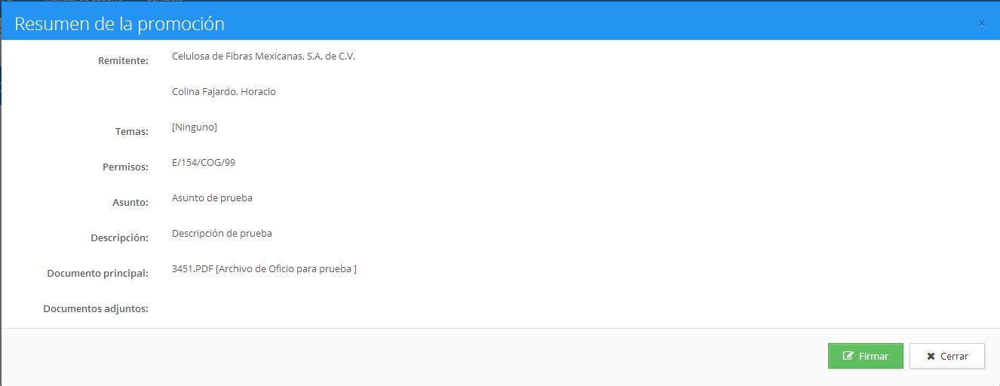 Resumen de la promoción
×
Remitente: Celulosa de Fibras Mexicanas, S.A. de C.V.
Colina Fajardo, Horacio
Temas: [Ninguno]
Permisos: E/154/COG/99
Asunto: Asunto de prueba
Descripción: Descripción de prueba
Documento principal: 3451.PDF [Archivo de Oficio para prueba ]
Documentos adjuntos:
Firmar
Cerrar